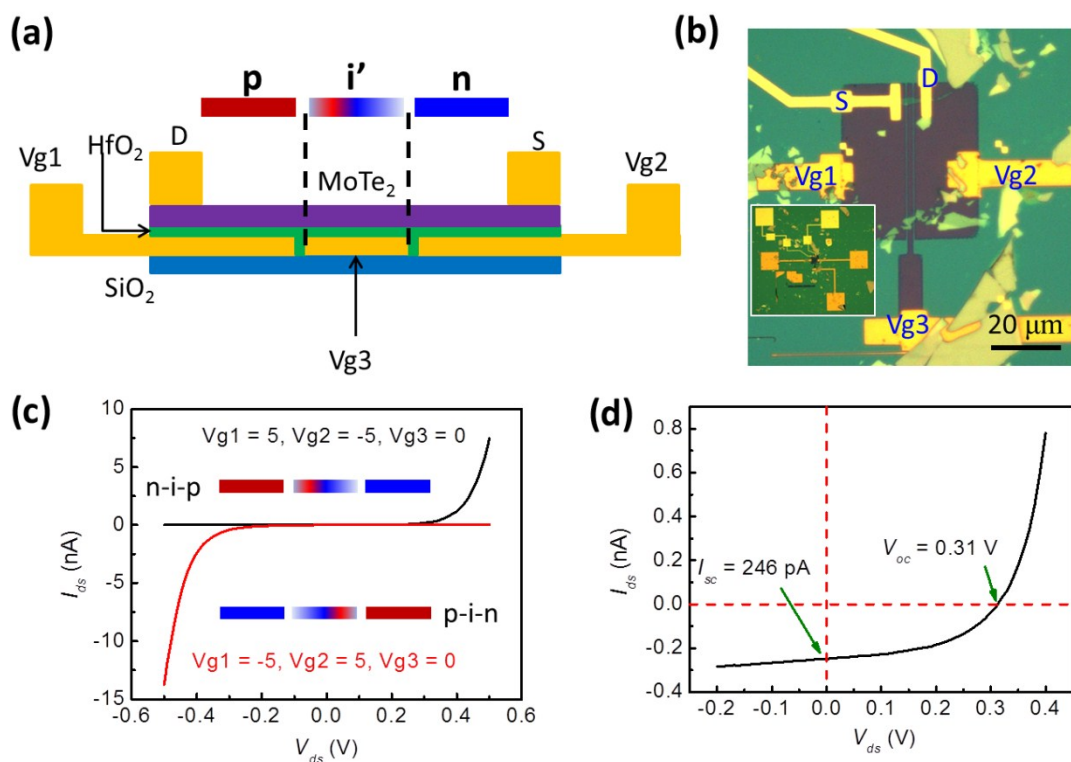 (a)
p i’ n
HfO2
D
S
Vg1
Vg2
MoTe2
SiO2
Vg3
(b)
D
S
Vg1
Vg2
Vg3
20 μm
(c)
Vg1 = 5, Vg2 = -5, Vg3 = 0
n-i-p
p-i-n
Vg1 = -5, Vg2 = 5, Vg3 = 0
10
5
0
-5
-10
-15
Ids (nA)
-0.6 -0.4 -0.2 0.0 0.2 0.4 0.6
Vds (V)
(d)
0.8
0.6
0.4
0.2
0.0
-0.2
-0.4
Ids (nA)
Isc = 246 pA
Voc = 0.31 V
-0.2 -0.1 0.0 0.1 0.2 0.3 0.4
Vds (V)